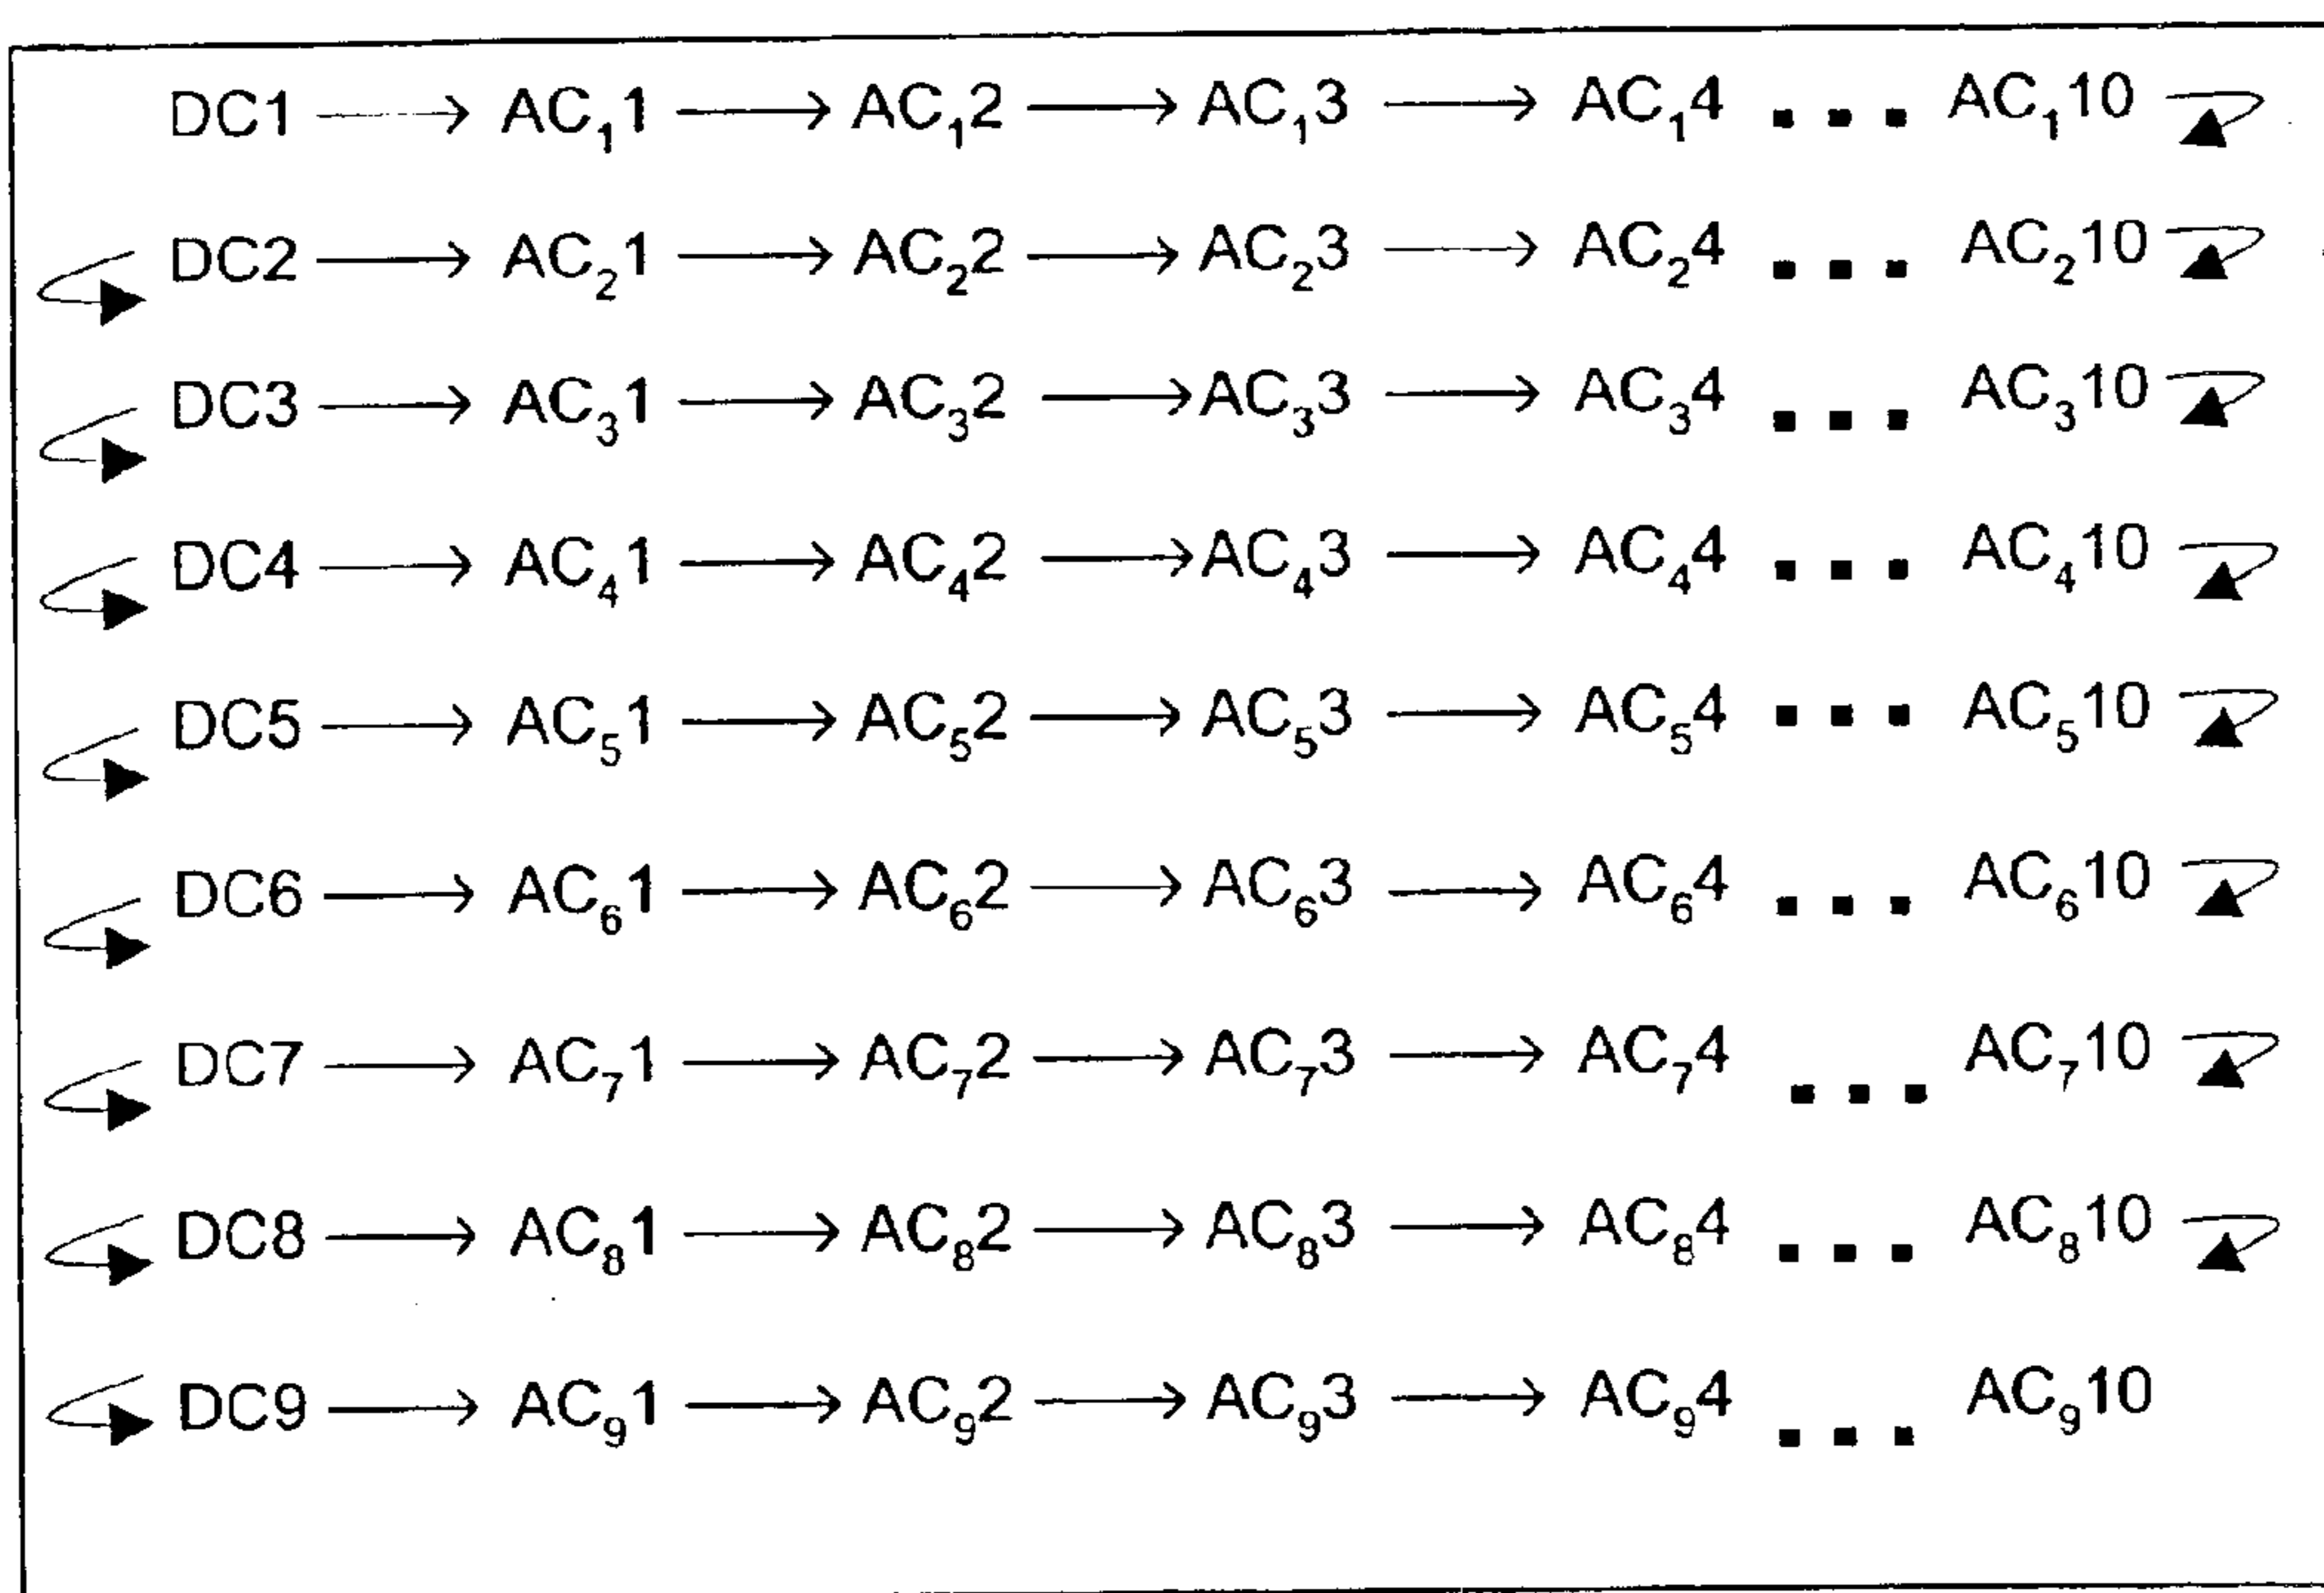 DC1 → AC₁1 → AC₁2 → AC₁3 → AC₁4 ... AC₁10
DC2 → AC₂1 → AC₂2 → AC₂3 → AC₂4 ... AC₂10
DC3 → AC₃1 → AC₃2 → AC₃3 → AC₃4 ... AC₃10
DC4 → AC₄1 → AC₄2 → AC₄3 → AC₄4 ... AC₄10
DC5 → AC₅1 → AC₅2 → AC₅3 → AC₅4 ... AC₅10
DC6 → AC₆1 → AC₆2 → AC₆3 → AC₆4 ... AC₆10
DC7 → AC₇1 → AC₇2 → AC₇3 → AC₇4 ... AC₇10
DC8 → AC₈1 → AC₈2 → AC₈3 → AC₈4 ... AC₈10
DC9 → AC₉1 → AC₉2 → AC₉3 → AC₉4 ... AC₉10